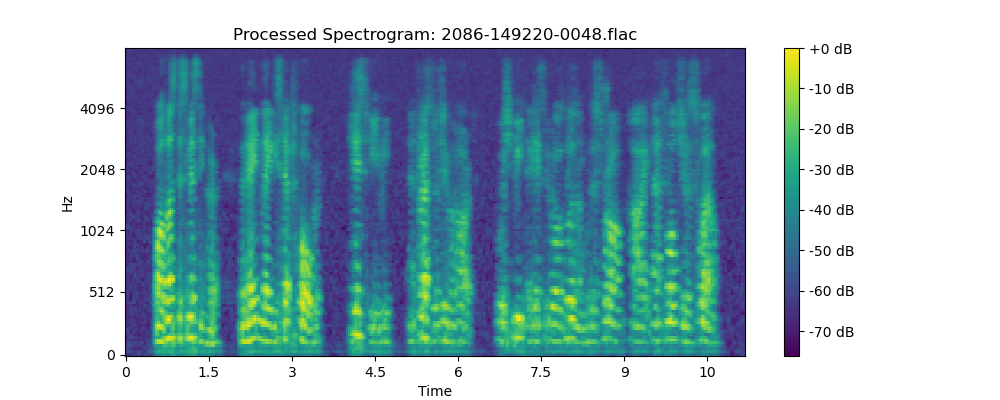 Processed Spectrogram: 2086-149220-0048.flac
Hz
4096
2048
1024
512
0
0 1.5 3 4.5 6 7.5 9 10
Time
+0 dB
-10 dB
-20 dB
-30 dB
-40 dB
-50 dB
-60 dB
-70 dB